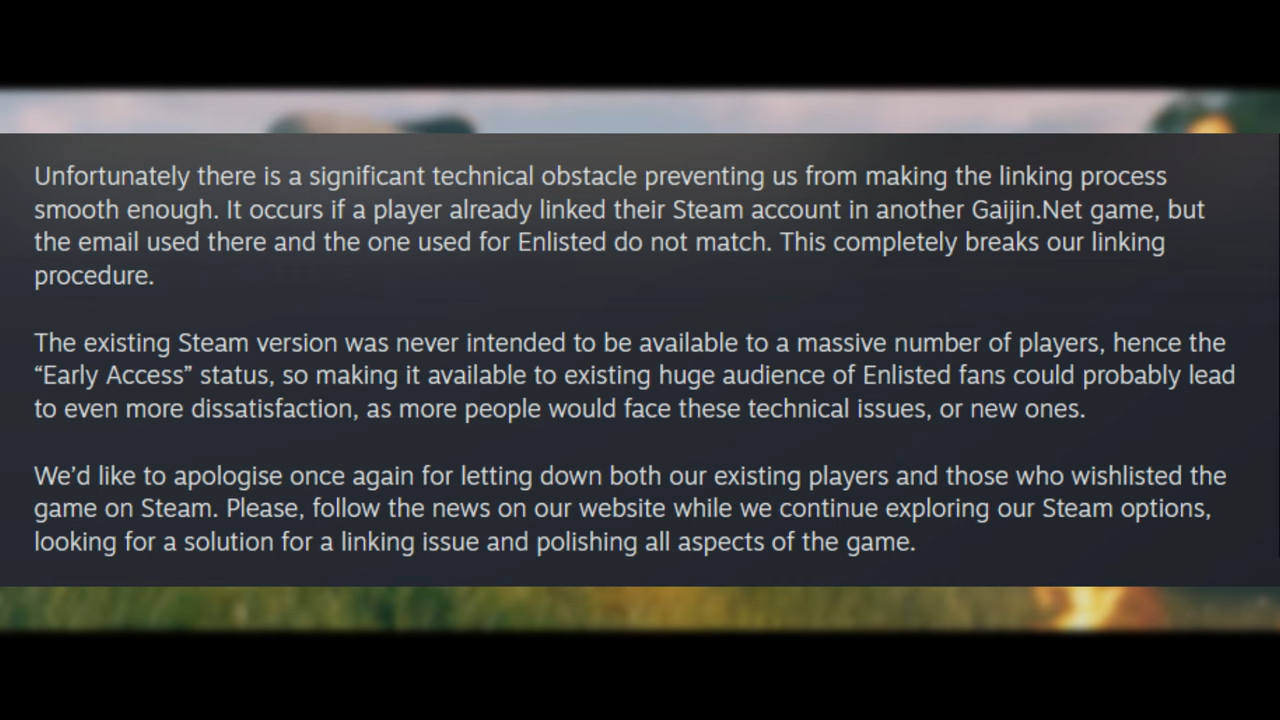 Unfortunately there is a significant technical obstacle preventing us from making the linking process
smooth enough. It occurs if a player already linked their Steam account in another Gaijin.Net game, but
the email used there and the one used for Enlisted do not match. This completely breaks our linking
procedure.
The existing Steam version was never intended to be available to a massive number of players, hence the
“Early Access” status, so making it available to existing huge audience of Enlisted fans could probably lead
to even more dissatisfaction, as more people would face these technical issues, or new ones.
We’d like to apologise once again for letting down both our existing players and those who wishlisted the
game on Steam. Please, follow the news on our website while we continue exploring our Steam options,
looking for a solution for a linking issue and polishing all aspects of the game.